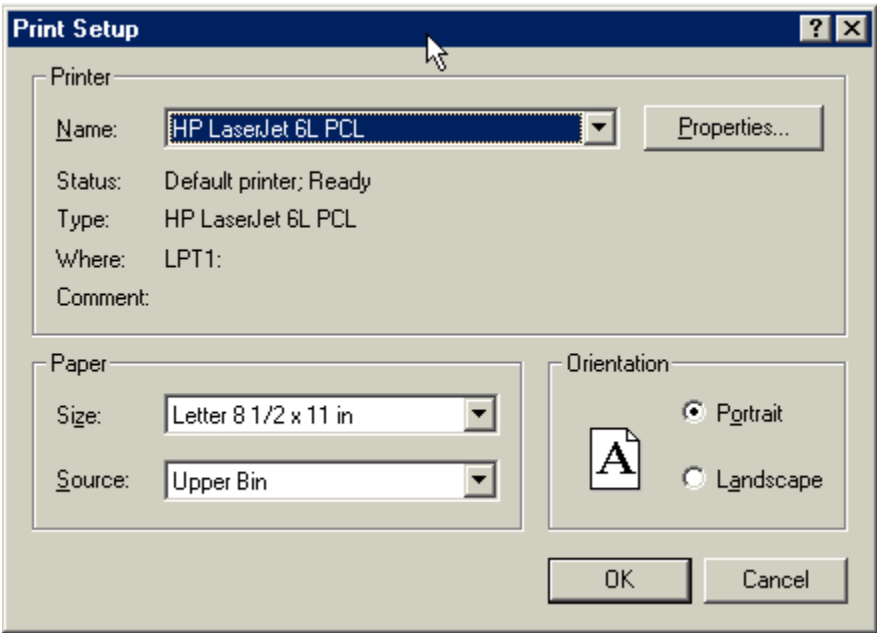 Print Setup
Printer
Name: HP LaserJet 6L PCL Properties...
Status: Default printer; Ready
Type: HP LaserJet 6L PCL
Where: LPT1:
Comment:
Paper
Size: Letter 8 1/2 x 11 in
Source: Upper Bin
Orientation
A
Portrait
Landscape
OK Cancel